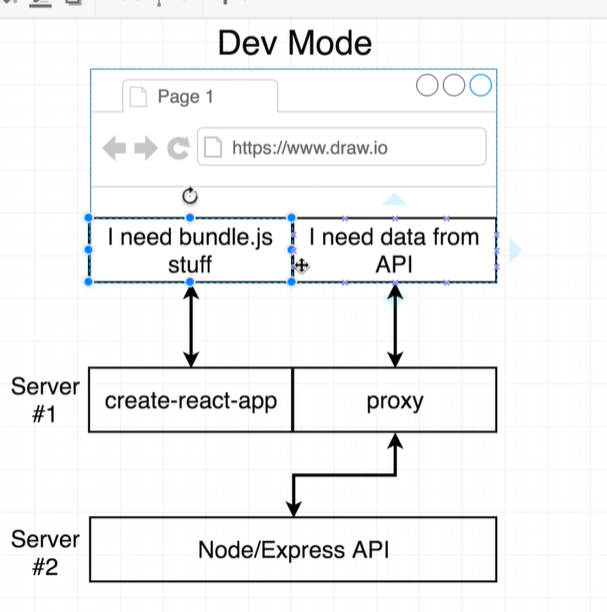 Dev Mode
Page 1
https://www.draw.io
I need bundle.js
stuff
I need data from
API
Server
#1
create-react-app
proxy
Server
#2
Node/Express API